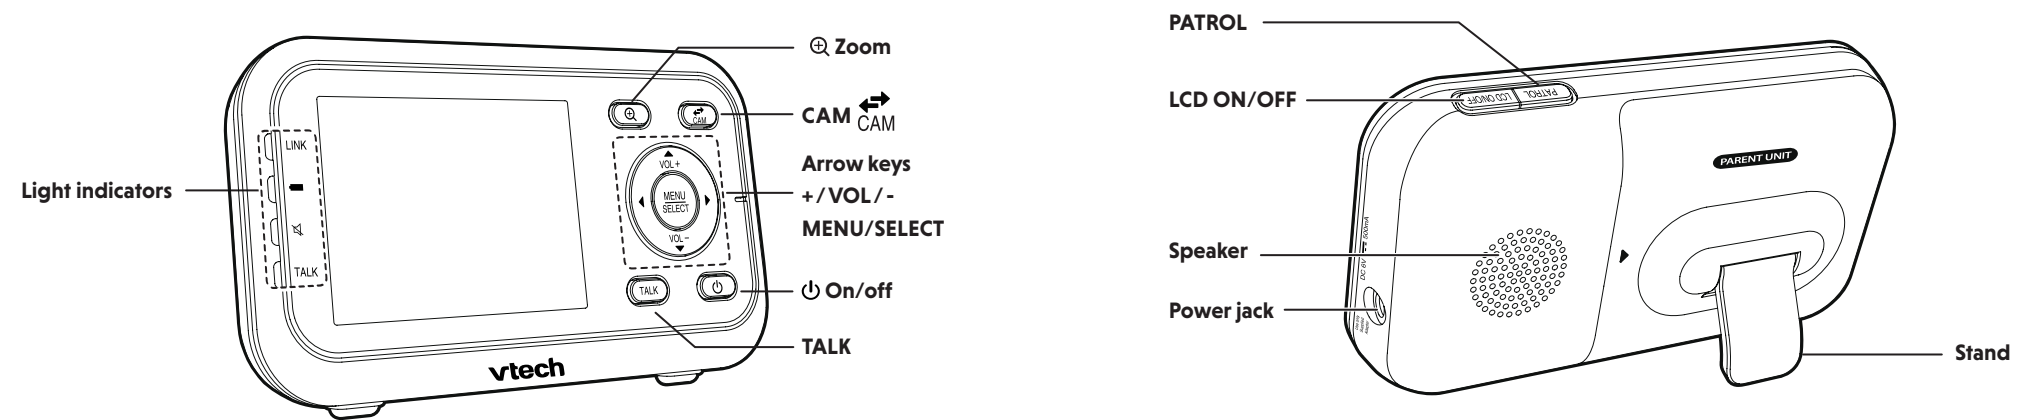 Zoom
CAM
CAM
Arrow keys
+/VOL/-
MENU/SELECT
On/off
TALK
Light indicators
LINK
TALK
CAM
VOL+
MENU
SELECT
VOL-
TALK
vtech
PATROL
LCD ON/OFF
Speaker
Power jack
Stand
LCD ON/OFF
PATROL
PARENT UNIT
DC 6V 500mA